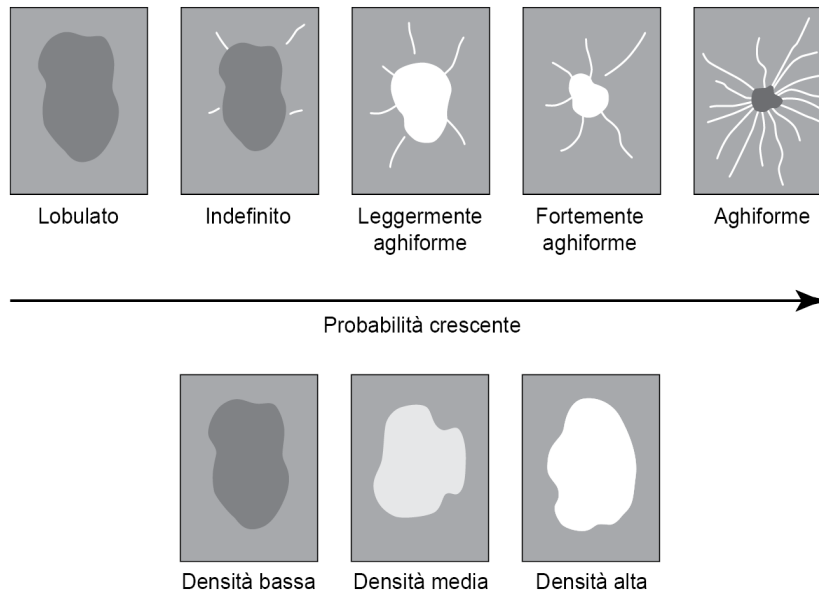 Lobulato
Indefinito
Leggermente
aghiforme
Fortemente
aghiforme
Aghiforme
Probabilità crescente
Densità bassa
Densità media
Densità alta